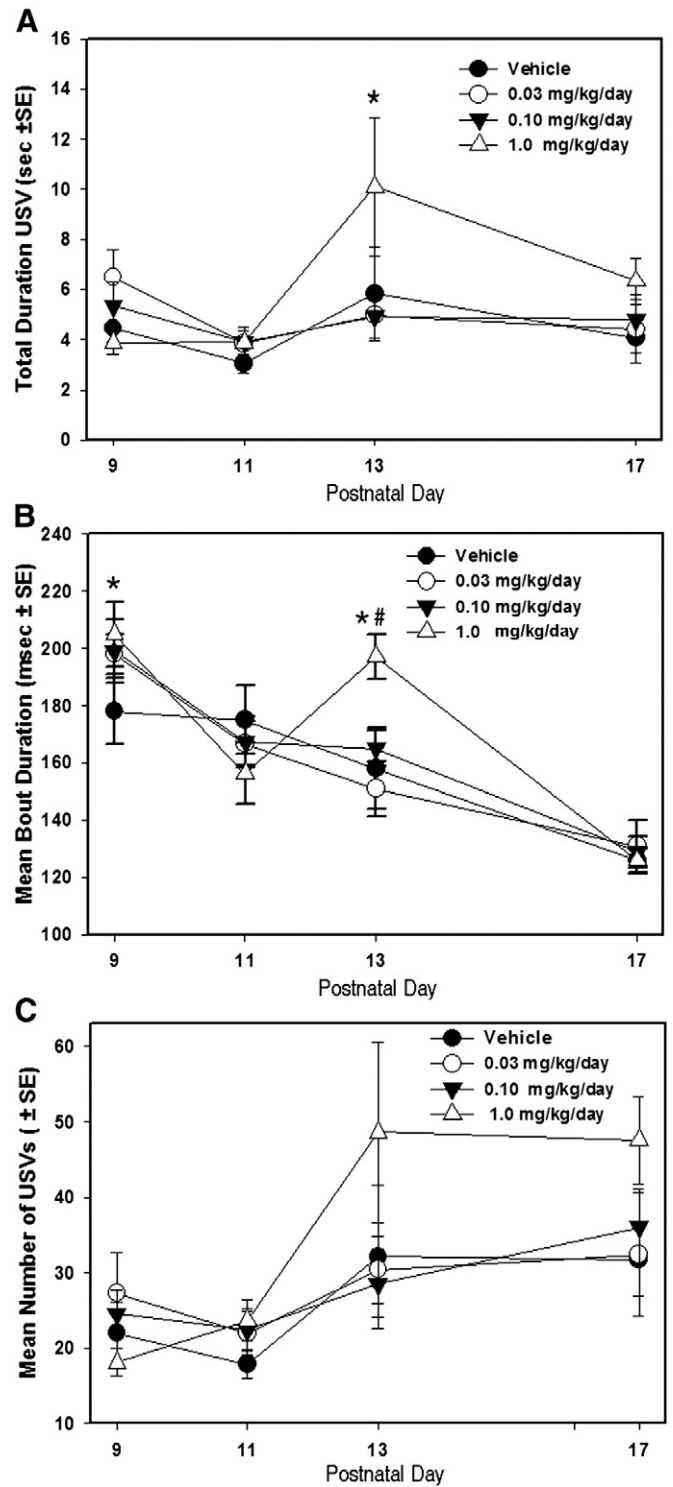 A
Total Duration USV (sec ±SE)
16
14
12
10
8
6
4
2
0
*
Vehicle
0.03 mg/kg/day
0.10 mg/kg/day
1.0 mg/kg/day
9 11 13 17
Postnatal Day
B
Mean Bout Duration (msec ± SE)
240
220
200
180
160
140
120
100
*
* #
Vehicle
0.03 mg/kg/day
0.10 mg/kg/day
1.0 mg/kg/day
9 11 13 17
Postnatal Day
C
Mean Number of USVs ( ±SE)
60
50
40
30
20
10
Vehicle
0.03 mg/kg/day
0.10 mg/kg/day
1.0 mg/kg/day
9 11 13 17
Postnatal Day